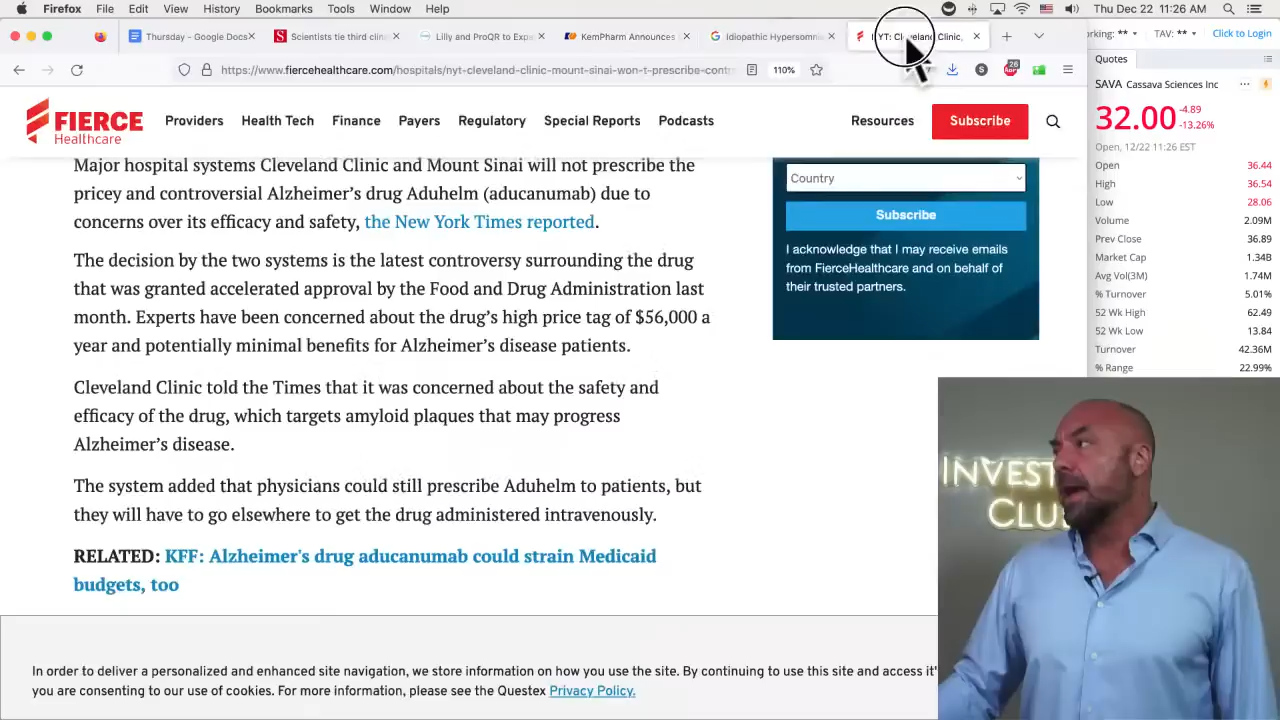 Firefox File Edit View History Bookmarks Tools Window Help Thu Dec 22 11:26 AM
Thursday – Google Docs
Scientists tie third clini
Lilly and ProQR to Expa
KemPharm Announces
Idiopathic Hypersomnia
Cleveland Clinic,
rking: ** TAV: ** Click to Login
https://www.fiercehealthcare.com/hospitals/nyt-cleveland-clinic-mount-sinai-won-t-prescribe-contr
110%
26
FIERCE
Healthcare
Providers Health Tech Finance Payers Regulatory Special Reports Podcasts
Resources Subscribe
Major hospital systems Cleveland Clinic and Mount Sinai will not prescribe the
pricey and controversial Alzheimer’s drug Aduhelm (aducanumab) due to
concerns over its efficacy and safety, the New York Times reported.
The decision by the two systems is the latest controversy surrounding the drug
that was granted accelerated approval by the Food and Drug Administration last
month. Experts have been concerned about the drug’s high price tag of $56,000 a
year and potentially minimal benefits for Alzheimer’s disease patients.
Cleveland Clinic told the Times that it was concerned about the safety and
efficacy of the drug, which targets amyloid plaques that may progress
Alzheimer’s disease.
The system added that physicians could still prescribe Aduhelm to patients, but
they will have to go elsewhere to get the drug administered intravenously.
RELATED: KFF: Alzheimer's drug aducanumab could strain Medicaid
budgets, too
Country
Subscribe
I acknowledge that I may receive emails
from FierceHealthcare and on behalf of
their trusted partners.
In order to deliver a personalized and enhanced site navigation, we store information on how you use the site. By continuing to use this site and access it'
you are consenting to our use of cookies. For more information, please see the Questex Privacy Policy.
Quotes
SAVA Cassava Sciences Inc
32.00 -4.89
-13.26%
Open, 12/22 11:26 EST
Open 36.44
High 36.54
Low 28.06
Volume 2.09M
Prev Close 36.89
Market Cap 1.34B
Avg Vol(3M) 1.74M
% Turnover 5.01%
52 Wk High 62.49
52 Wk Low 13.84
Turnover 42.36M
% Range 22.99%
INVEST
CLU